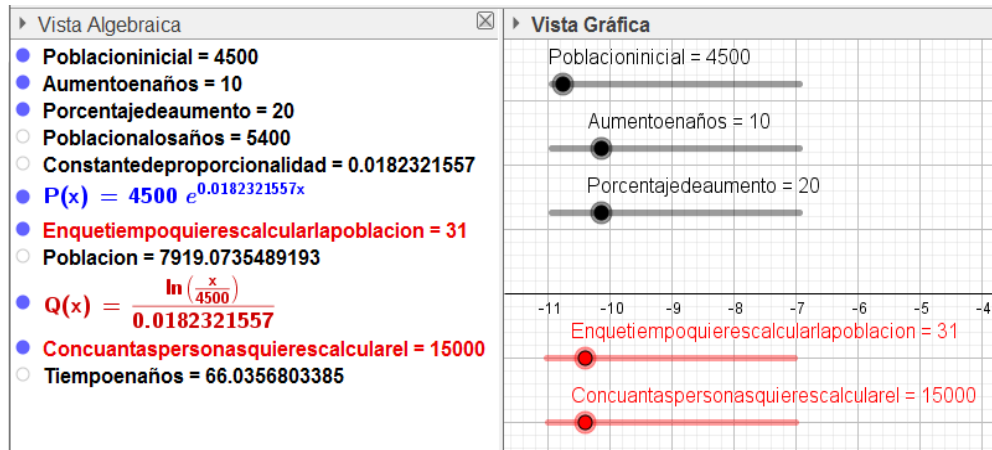 Vista Algebraica
Poblacioninicial = 4500
Aumentoenaños = 10
Porcentajedeaumento = 20
Poblacionalosaños = 5400
Constantedeproporcionalidad = 0.0182321557
P(x) = 4500 e^0.0182321557x
Enquetiempoquierescalcularlapoblacion = 31
Poblacion = 7919.0735489193
Q(x) = ln(x/4500) / 0.0182321557
Concuantaspersonasquierescalcularel = 15000
Tiempoenaños = 66.0356803385
Vista Gráfica
Poblacioninicial = 4500
Aumentoenaños = 10
Porcentajedeaumento = 20
-11 -10 -9 -8 -7 -6 -5 -4
Enquetiempoquierescalcularlapoblacion = 31
Concuantaspersonasquierescalcularel = 15000